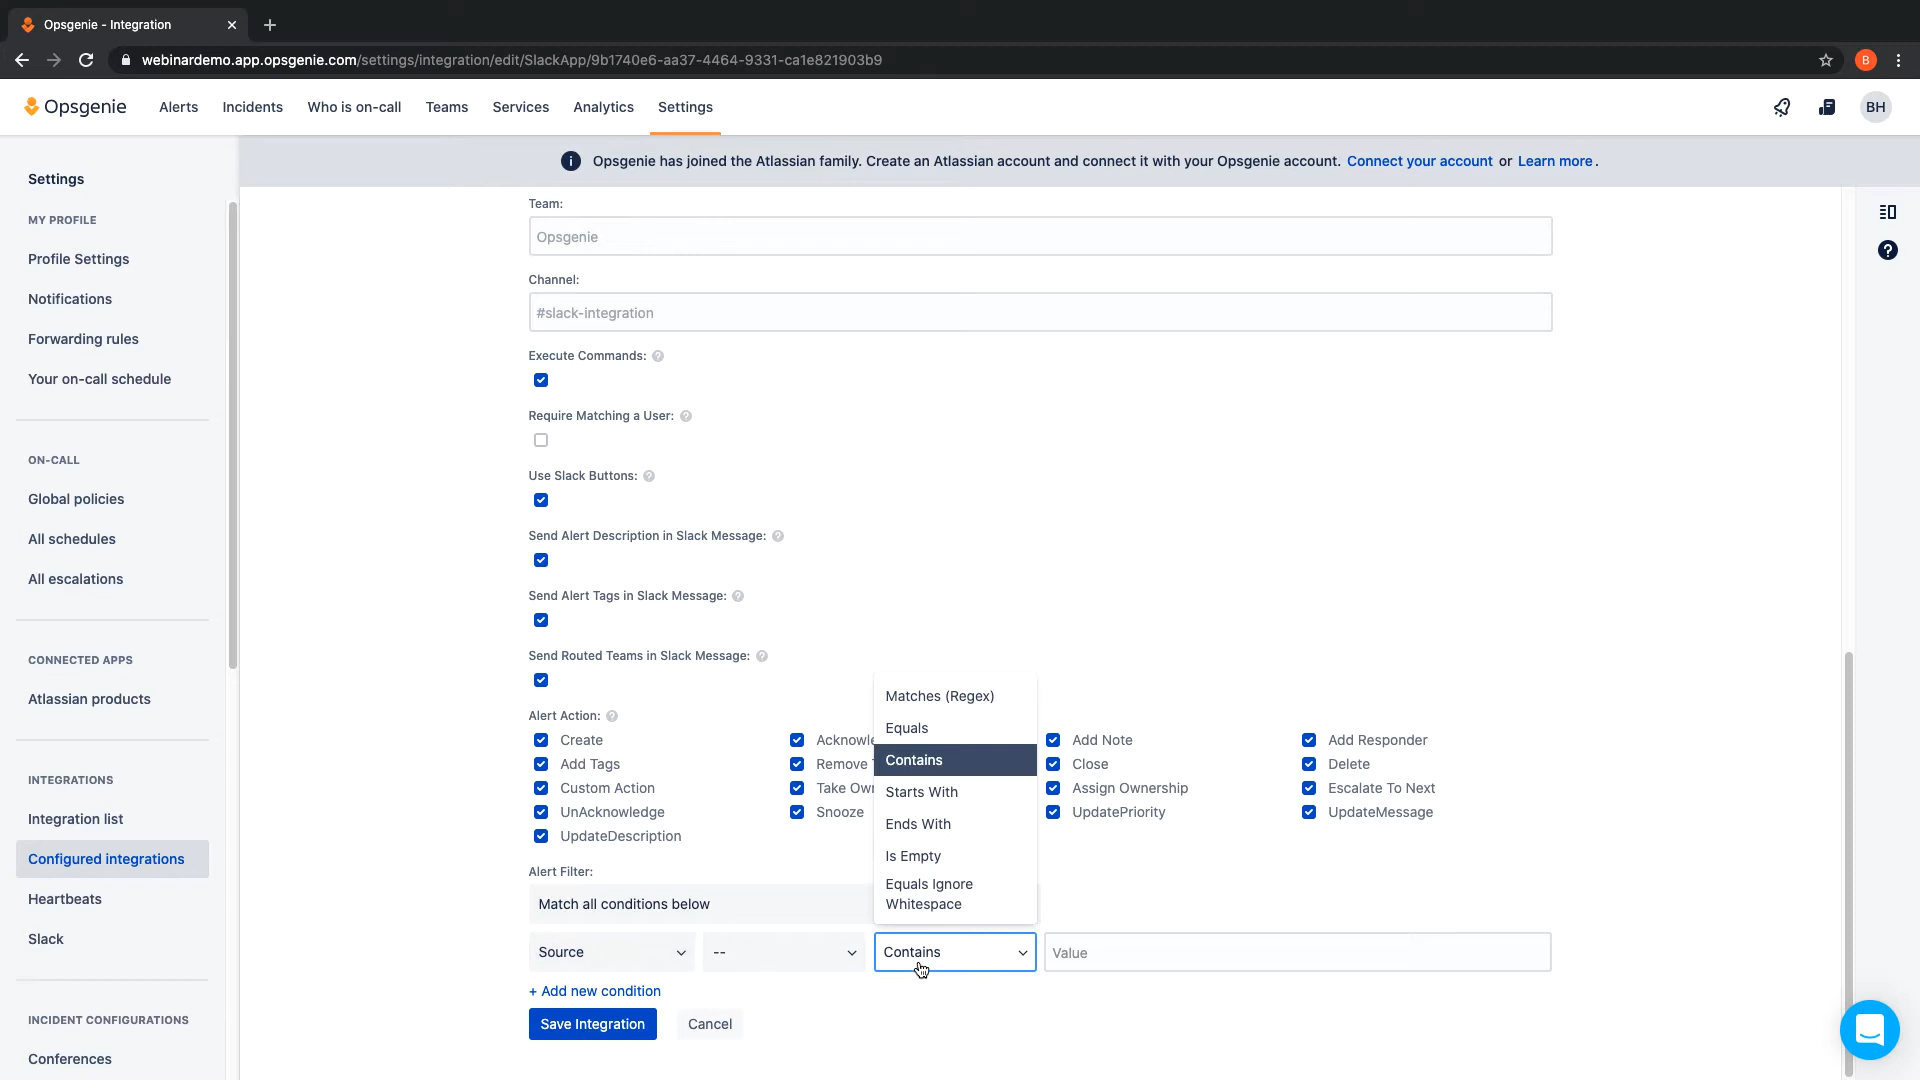 Opsgenie - Integration
webinardemo.app.opsgenie.com/settings/integration/edit/SlackApp/9b1740e6-aa37-4464-9331-ca1e821903b9
B
Opsgenie
Alerts
Incidents
Who is on-call
Teams
Services
Analytics
Settings
BH
Opsgenie has joined the Atlassian family. Create an Atlassian account and connect it with your Opsgenie account. Connect your account or Learn more.
Settings
MY PROFILE
Profile Settings
Notifications
Forwarding rules
Your on-call schedule
ON-CALL
Global policies
All schedules
All escalations
CONNECTED APPS
Atlassian products
INTEGRATIONS
Integration list
Configured integrations
Heartbeats
Slack
INCIDENT CONFIGURATIONS
Conferences
Team:
Opsgenie
Channel:
#slack-integration
Execute Commands: ?
Require Matching a User: ?
Use Slack Buttons: ?
Send Alert Description in Slack Message: ?
Send Alert Tags in Slack Message: ?
Send Routed Teams in Slack Message: ?
Alert Action: ?
Create
Acknowle
Add Note
Add Responder
Add Tags
Remove
Close
Delete
Custom Action
Take Own
Assign Ownership
Escalate To Next
UnAcknowledge
Snooze
UpdatePriority
UpdateMessage
UpdateDescription
Matches (Regex)
Equals
Contains
Starts With
Ends With
Is Empty
Equals Ignore
Whitespace
Alert Filter:
Match all conditions below
Source
--
Contains
Value
+ Add new condition
Save Integration
Cancel